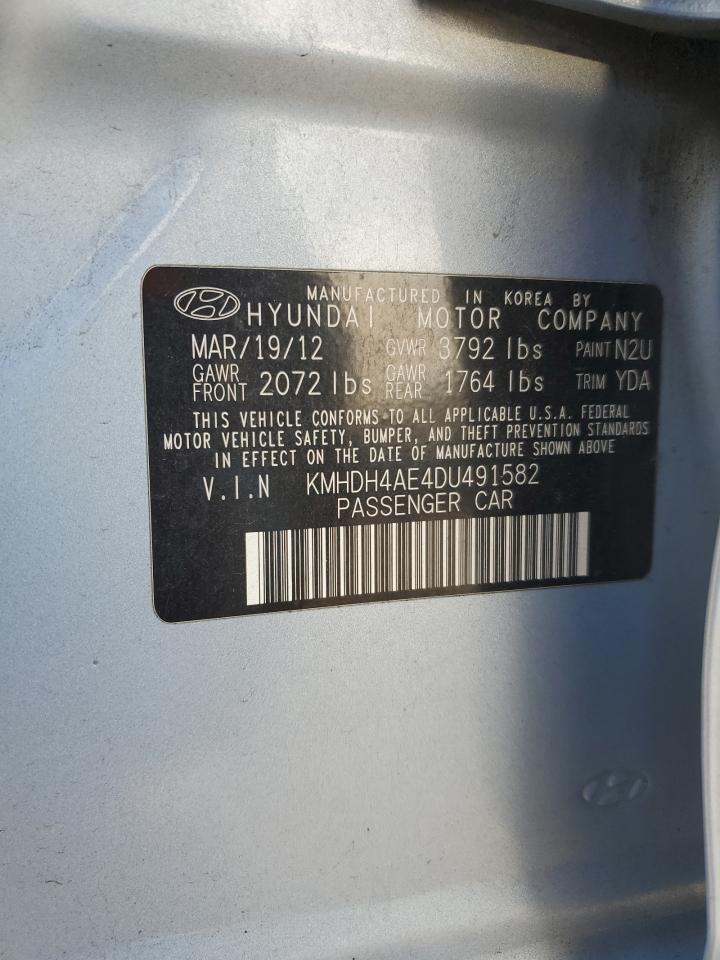 MANUFACTURED IN KOREA BY
HYUNDAI MOTOR COMPANY
MAR/19/12 GVWR 3792 lbs PAINT N2U
GAWR FRONT 2072 lbs GAWR REAR 1764 lbs TRIM YDA
THIS VEHICLE CONFORMS TO ALL APPLICABLE U.S.A. FEDERAL
MOTOR VEHICLE SAFETY, BUMPER, AND THEFT PREVENTION STANDARDS
IN EFFECT ON THE DATE OF MANUFACTURE SHOWN ABOVE
V.I.N KMHDH4AE4DU491582
PASSENGER CAR